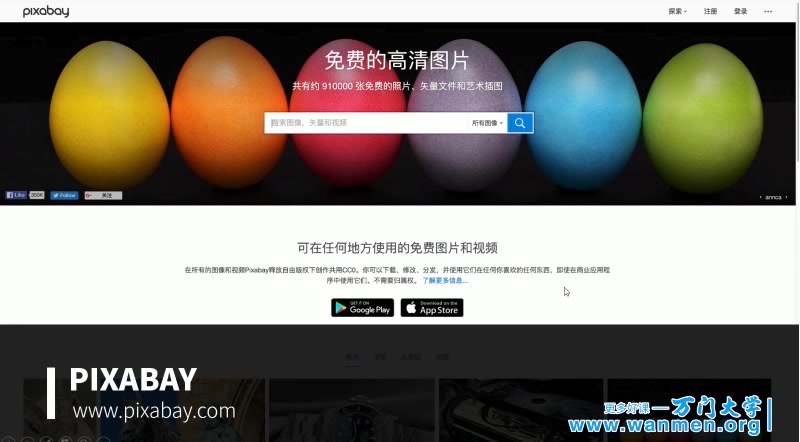 pixabay
探索 注册 登录 ...
免费的高清图片
共有约 910000 张免费的照片、矢量文件和艺术插图
搜索图像、矢量和视频 所有图像
Like 350K Follow G+ 关注
annca
可在任何地方使用的免费图片和视频
在所有的图像和视频Pixabay释放自由版权下创作共用CC0。你可以下载、修改、分发，并使用它们在任何你喜欢的任何东西，即使在商业应用程
序中使用它们。不需要归属权。 了解更多信息...
GET IT ON Google Play
Download on the App Store
PIXABAY
www.pixabay.com
更多好课 — 万门大学
www.wanmen.org